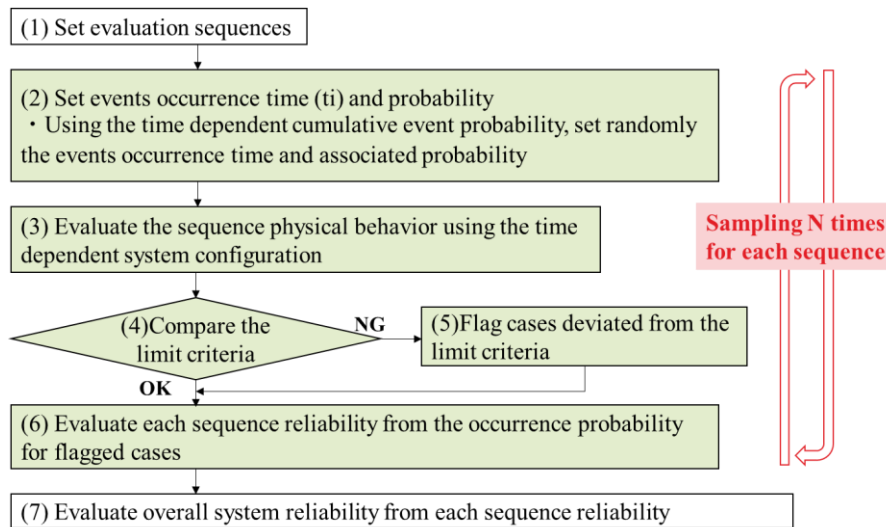 (1) Set evaluation sequences
(2) Set events occurrence time (ti) and probability
・Using the time dependent cumulative event probability, set randomly
the events occurrence time and associated probability
(3) Evaluate the sequence physical behavior using the time
dependent system configuration
Sampling N times
for each sequence
(4)Compare the
limit criteria
NG
(5)Flag cases deviated from the
limit criteria
OK
(6) Evaluate each sequence reliability from the occurrence probability
for flagged cases
(7) Evaluate overall system reliability from each sequence reliability